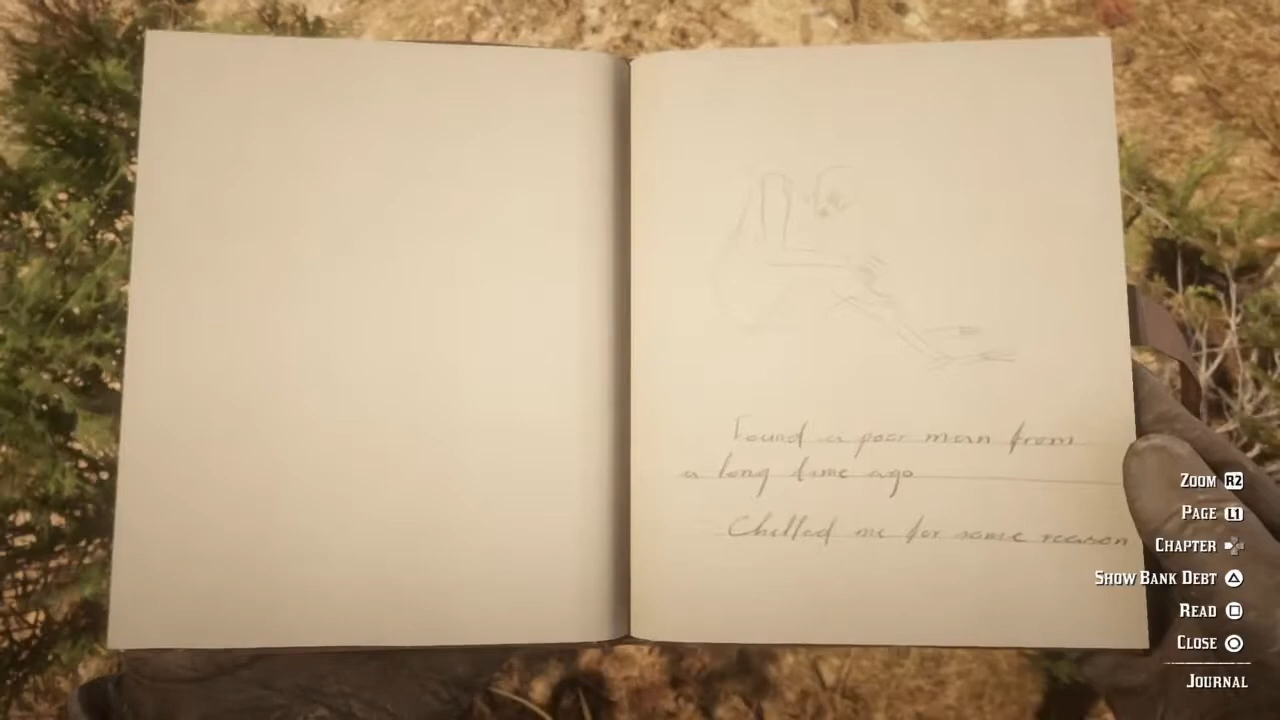 Found a poor man from
a long time ago
Chilled me for some reason
ZOOM R2
PAGE L1
CHAPTER
SHOW BANK DEBT
READ
CLOSE
JOURNAL